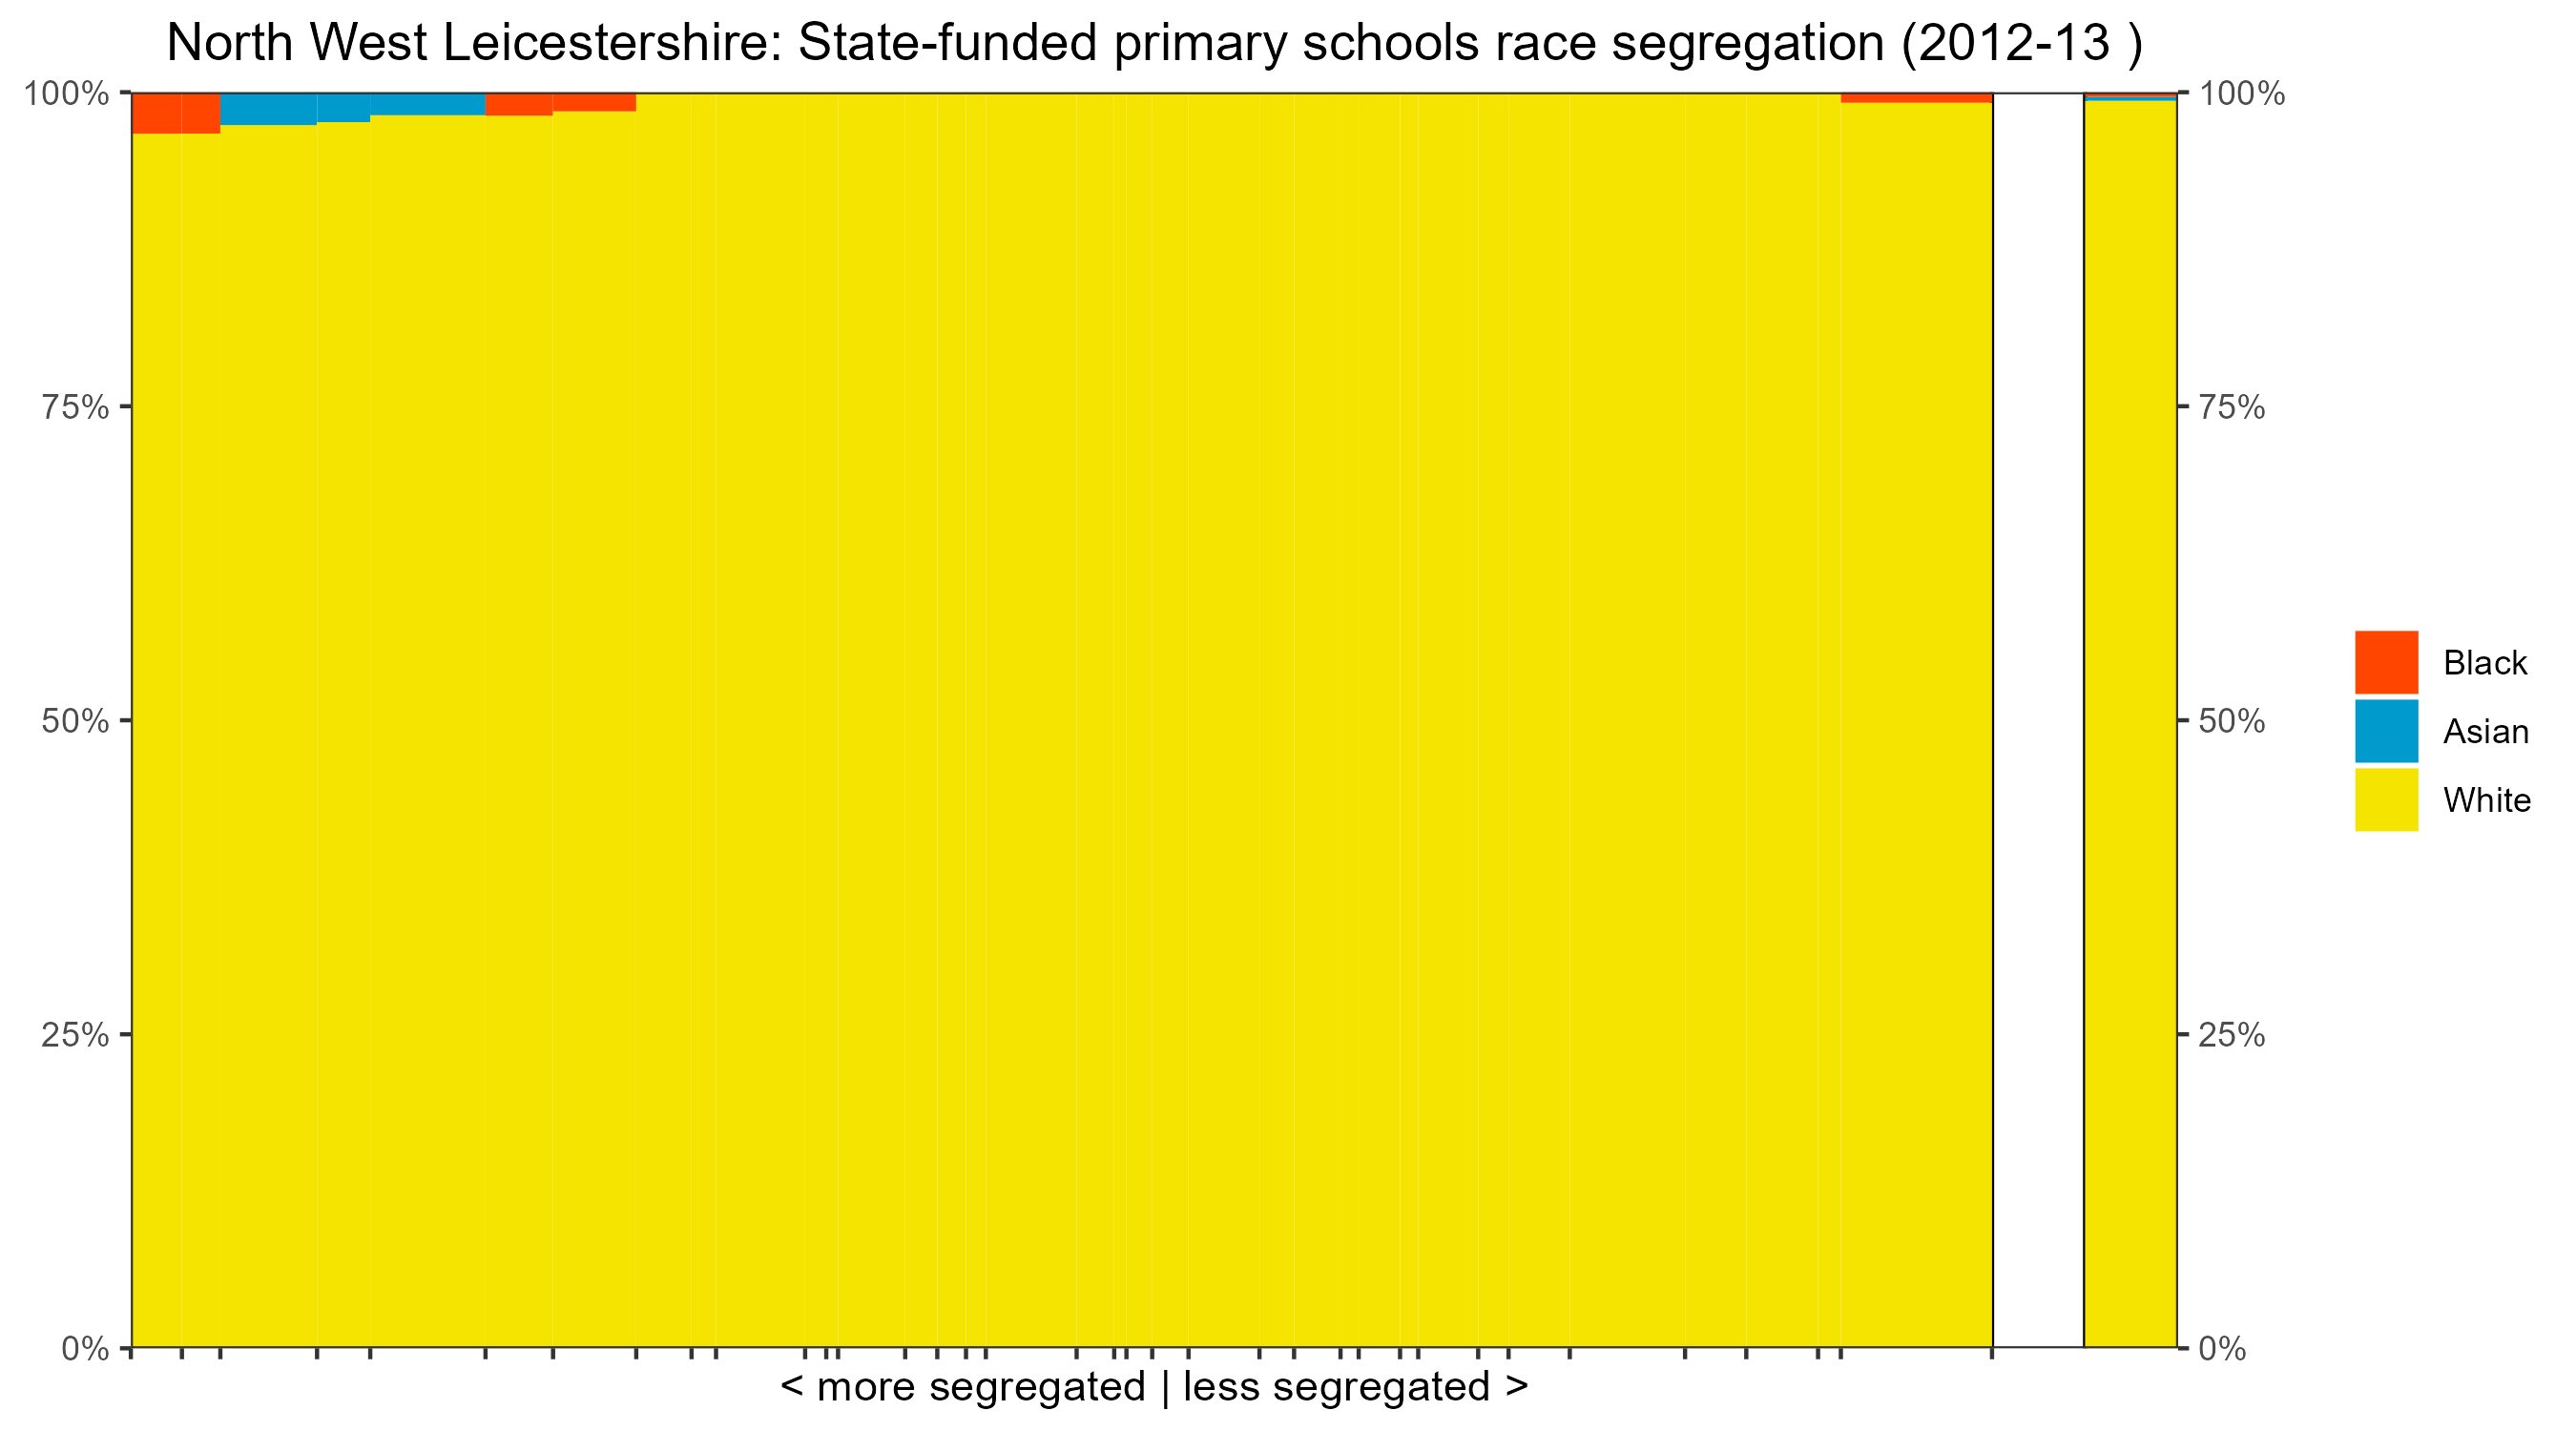 North West Leicestershire: State-funded primary schools race segregation (2012-13 )
100%
75%
50%
25%
0%
100%
75%
50%
25%
0%
Black
Asian
White
< more segregated | less segregated >